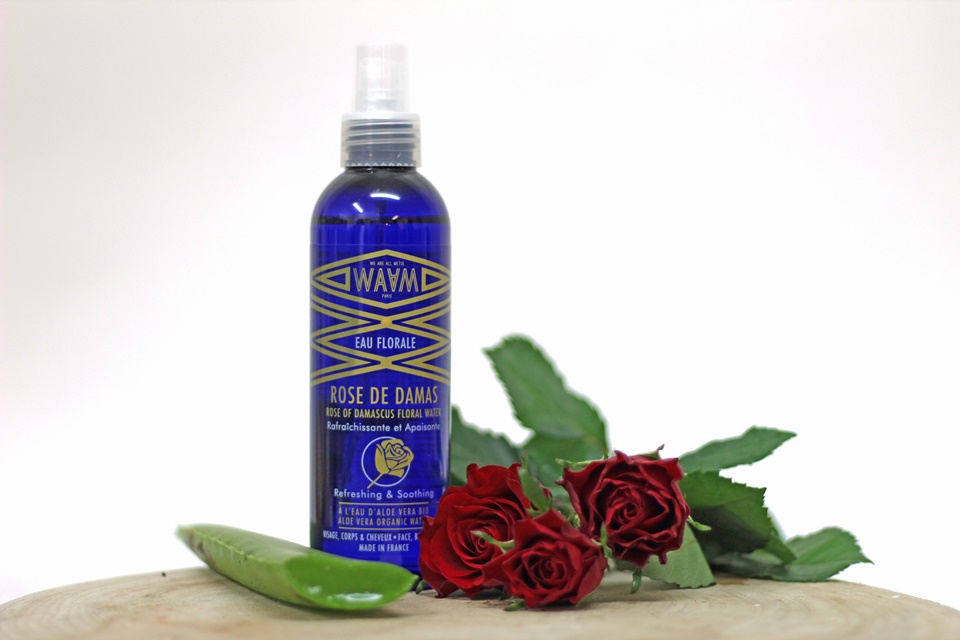 WE ARE ALL METIS
WAAM
PARIS
EAU FLORALE
ROSE DE DAMAS
ROSE OF DAMASCUS FLORAL WATER
Rafraîchissante et Apaisante
Refreshing & Soothing
À L'EAU D'ALOE VERA BIO
ALOE VERA ORGANIC
VISAGE, CORPS & CHEVEUX • FACE,
MADE IN FRANCE